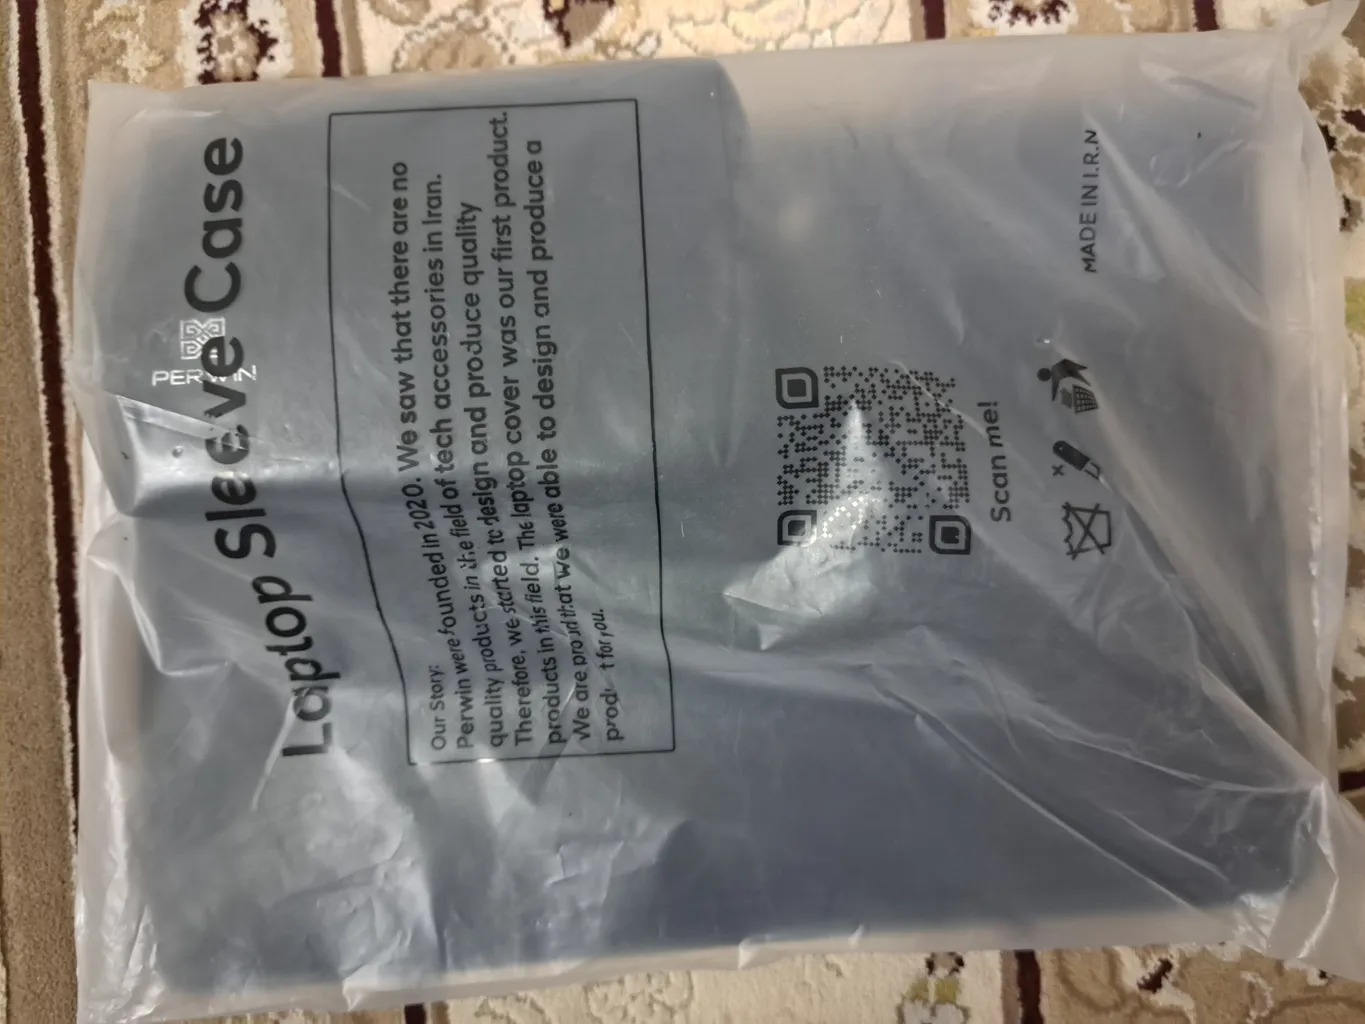 PERWIN
Laptop Sleeve Case
Our Story:
Perwin were founded in 2020. We saw that there are no
quality products in the field of tech accessories in Iran.
Therefore, we started to design and produce quality
products in this field. The laptop cover was our first product.
We are proud that we were able to design and produce a
product for you.
Scan me!
MADE IN I.R.N